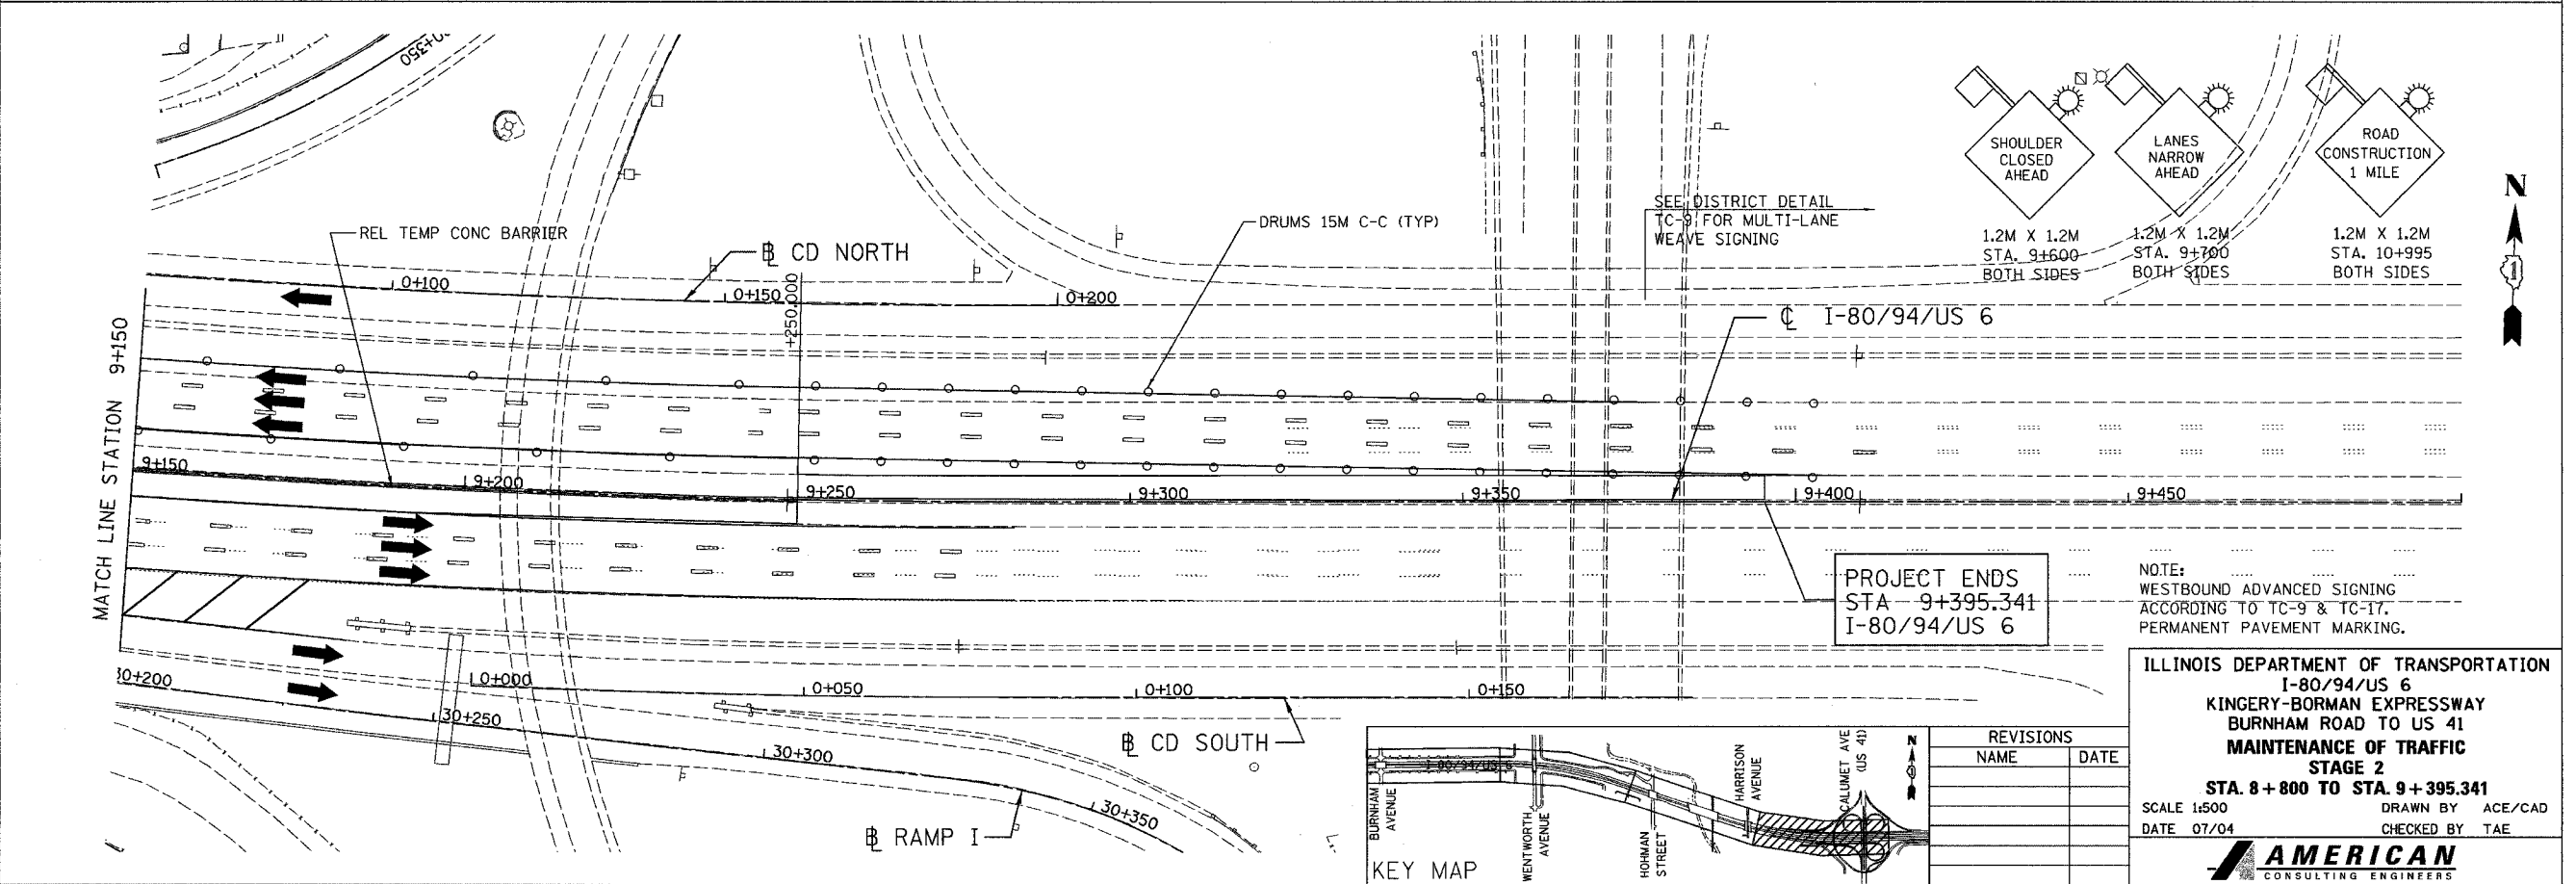 0+350
SHOULDER
CLOSED
AHEAD
1.2M X 1.2M
STA. 9+600
BOTH SIDES
LANES
NARROW
AHEAD
1.2M X 1.2M
STA. 9+700
BOTH SIDES
ROAD
CONSTRUCTION
1 MILE
1.2M X 1.2M
STA. 10+995
BOTH SIDES
N
SEE DISTRICT DETAIL
TC-9 FOR MULTI-LANE
WEAVE SIGNING
DRUMS 15M C-C (TYP)
REL TEMP CONC BARRIER
BL CD NORTH
0+100
0+150
0+200
+250.000
CL I-80/94/US 6
MATCH LINE STATION 9+150
9+150
9+200
9+250
9+300
9+350
9+400
9+450
PROJECT ENDS
STA 9+395.341
I-80/94/US 6
NOTE:
WESTBOUND ADVANCED SIGNING
ACCORDING TO TC-9 & TC-17.
PERMANENT PAVEMENT MARKING.
30+200
0+000
0+050
0+100
0+150
30+250
30+300
30+350
BL CD SOUTH
BL RAMP I
KEY MAP
I-80/94/US 6
BURNHAM
AVENUE
WENTWORTH
AVENUE
HOHMAN
STREET
HARRISON
AVENUE
CALUMET AVE
(US 41)
N
REVISIONS
NAME DATE
ILLINOIS DEPARTMENT OF TRANSPORTATION
I-80/94/US 6
KINGERY-BORMAN EXPRESSWAY
BURNHAM ROAD TO US 41
MAINTENANCE OF TRAFFIC
STAGE 2
STA. 8+800 TO STA. 9+395.341
SCALE 1:500 DRAWN BY ACE/CAD
DATE 07/04 CHECKED BY TAE
AMERICAN
CONSULTING ENGINEERS